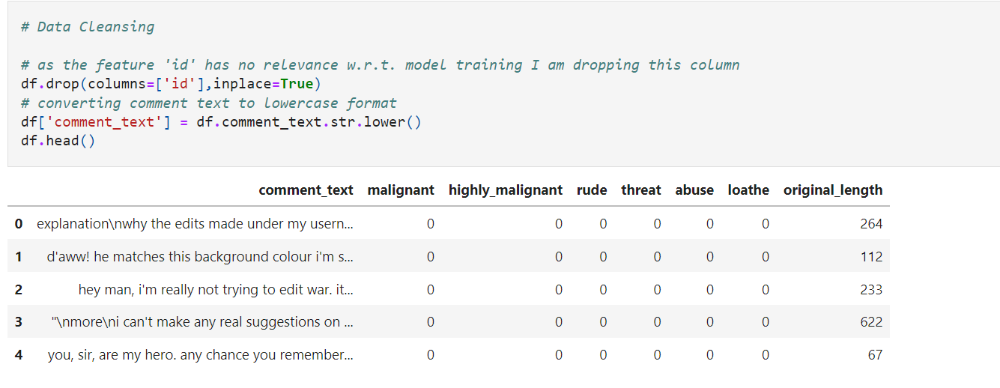 # Data Cleansing
# as the feature 'id' has no relevance w.r.t. model training I am dropping this column
df.drop(columns=['id'],inplace=True)
# converting comment text to lowercase format
df['comment_text'] = df.comment_text.str.lower()
df.head()
comment_text malignant highly_malignant rude threat abuse loathe original_length
0 explanation\nwhy the edits made under my usern... 0 0 0 0 0 0 264
1 d'aww! he matches this background colour i'm s... 0 0 0 0 0 0 112
2 hey man, i'm really not trying to edit war. it... 0 0 0 0 0 0 233
3 "\nmore\ni can't make any real suggestions on ... 0 0 0 0 0 0 622
4 you, sir, are my hero. any chance you remember... 0 0 0 0 0 0 67